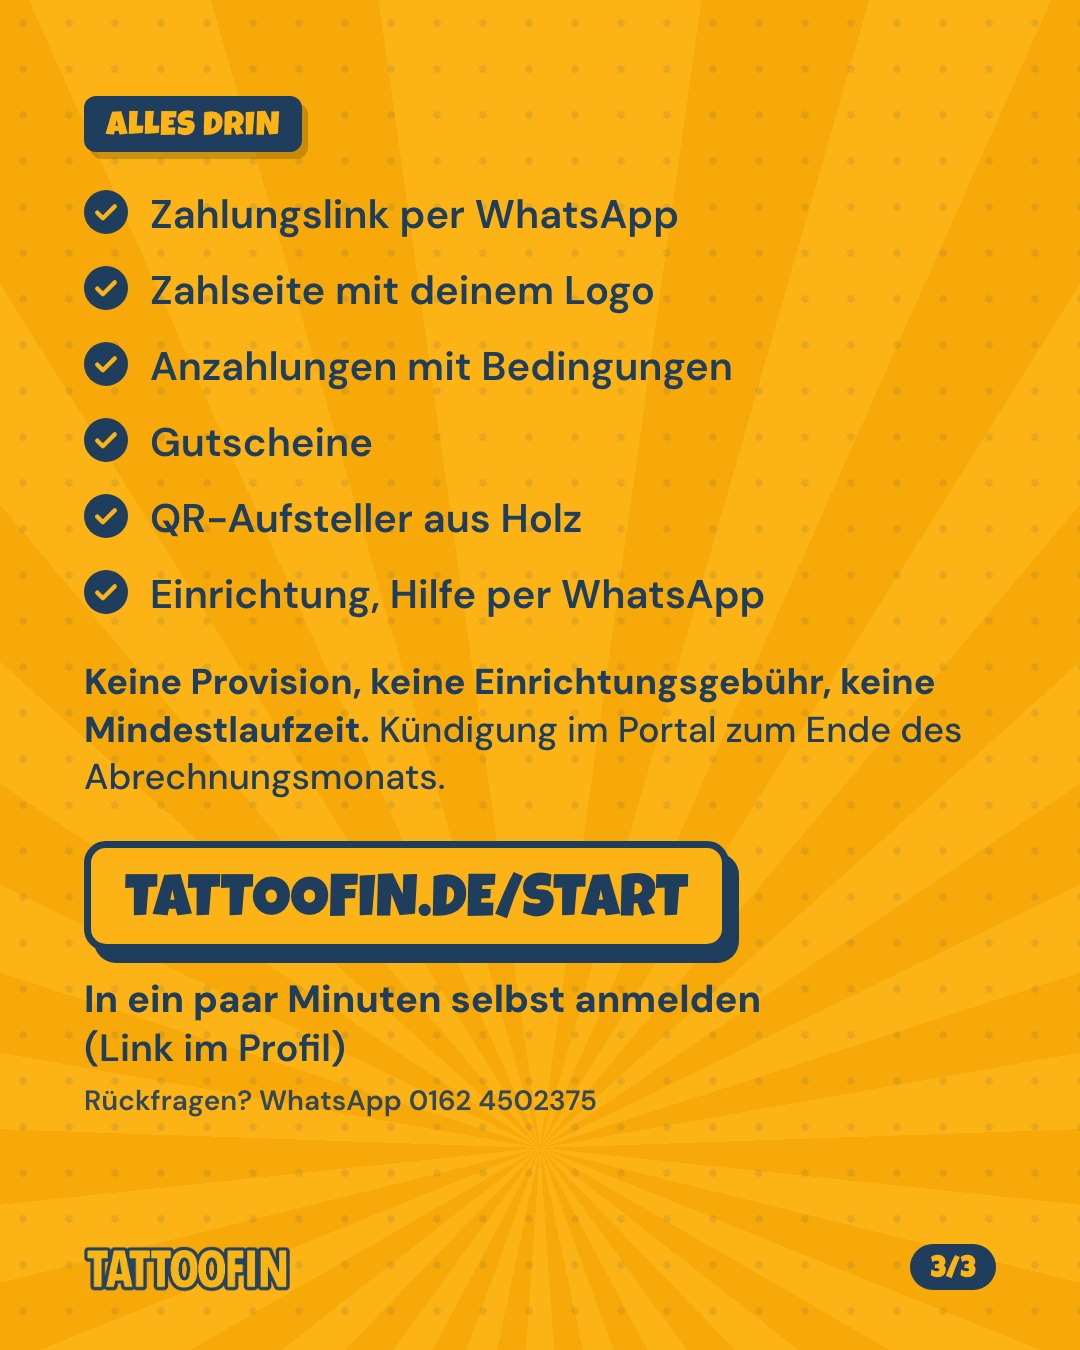 ALLES DRIN
Zahlungslink per WhatsApp
Zahlseite mit deinem Logo
Anzahlungen mit Bedingungen
Gutscheine
QR-Aufsteller aus Holz
Einrichtung, Hilfe per WhatsApp
Keine Provision, keine Einrichtungsgebühr, keine
Mindestlaufzeit. Kündigung im Portal zum Ende des
Abrechnungsmonats.
TATTOOFIN.DE/START
In ein paar Minuten selbst anmelden
(Link im Profil)
Rückfragen? WhatsApp 0162 4502375
TATTOOFIN
3/3